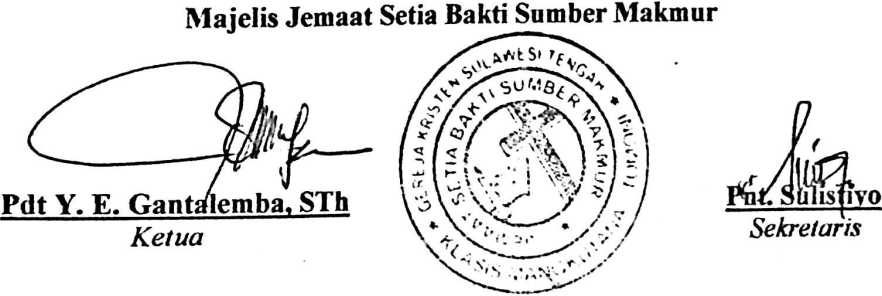 Majelis Jemaat Setia Bakti Sumber Makmur
GEREJA KRISTEN SULAWESI TENGAH
SETIA BAKTI SUMBER MAKMUR
KLASIS
Pdt Y. E. Gantalemba, STh
Ketua
Pnt. Sulistiyo
Sekretaris